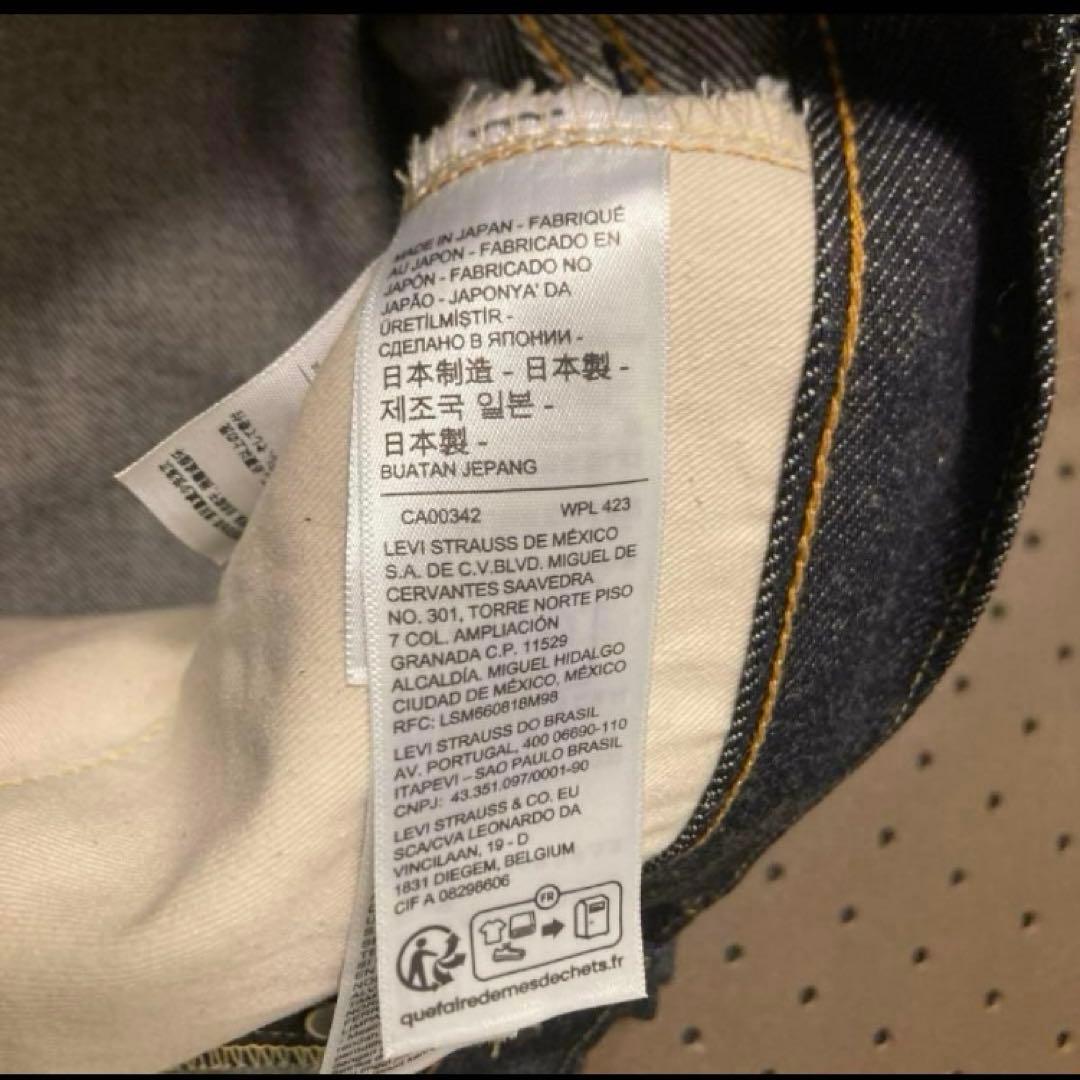 MADE IN JAPAN - FABRIQUÉ
AU JAPON - FABRICADO EN
JAPÓN - FABRICADO NO
JAPÃO - JAPONYA' DA
ÜRETİLMİŞTİR -
СДЕЛАНО В ЯПОНИИ -
日本制造 - 日本製 -
제조국 일본 -
日本製 -
BUATAN JEPANG
CA00342 WPL 423
LEVI STRAUSS DE MÉXICO
S.A. DE C.V.BLVD. MIGUEL DE
CERVANTES SAAVEDRA
NO. 301, TORRE NORTE PISO
7 COL. AMPLIACIÓN
GRANADA C.P. 11529
ALCALDÍA. MIGUEL HIDALGO
CIUDAD DE MÉXICO, MÉXICO
RFC: LSM660818M98
LEVI STRAUSS DO BRASIL
AV. PORTUGAL, 400 06690-110
ITAPEVI – SAO PAULO BRASIL
CNPJ: 43.351.097/0001-90
LEVI STRAUSS & CO. EU
SCA/CVA LEONARDO DA
VINCILAAN, 19 - D
1831 DIEGEM, BELGIUM
CIF A 08298606
FR
quefairedemesdechets.fr